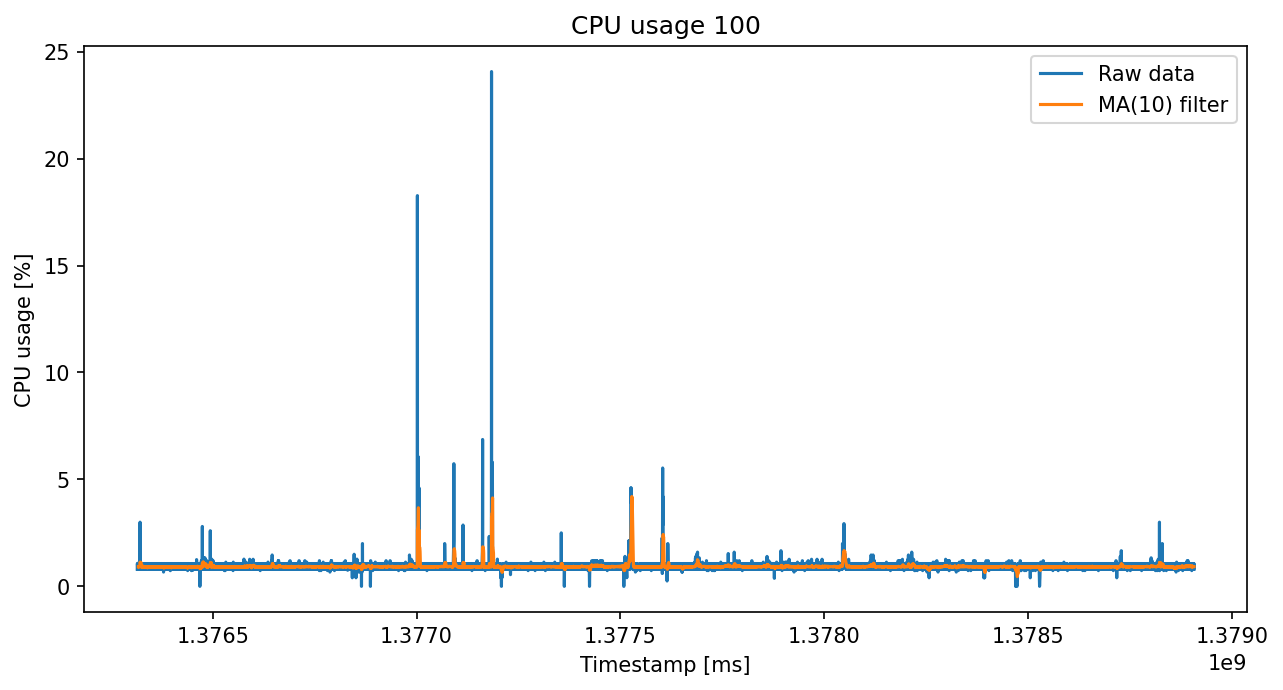 CPU usage 100
25
20
15
10
5
0
CPU usage [%]
Raw data
MA(10) filter
1.3765
1.3770
1.3775
1.3780
1.3785
1.3790
1e9
Timestamp [ms]